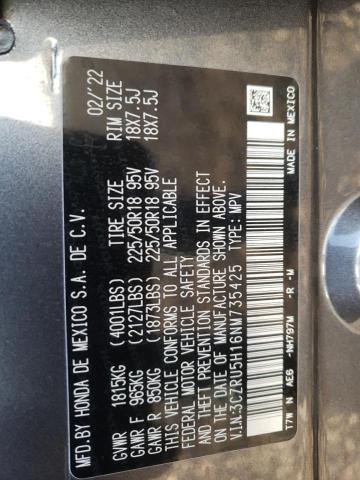 MFD.BY HONDA DE MEXICO S.A. DE C.V. 02/'22
GVWR 1815KG (4001LBS) TIRE SIZE RIM SIZE
GAWR F 965KG (2127LBS) 225/50R18 95V 18X7.5J
GAWR R 850KG (1873LBS) 225/50R18 95V 18X7.5J
THIS VEHICLE CONFORMS TO ALL APPLICABLE
FEDERAL MOTOR VEHICLE SAFETY
AND THEFT PREVENTION STANDARDS IN EFFECT
ON THE DATE OF MANUFACTURE SHOWN ABOVE.
V.I.N:3CZRU5H16NM735425 TYPE: MPV
T7W N AE6 -NH797M -R -M MADE IN MEXICO